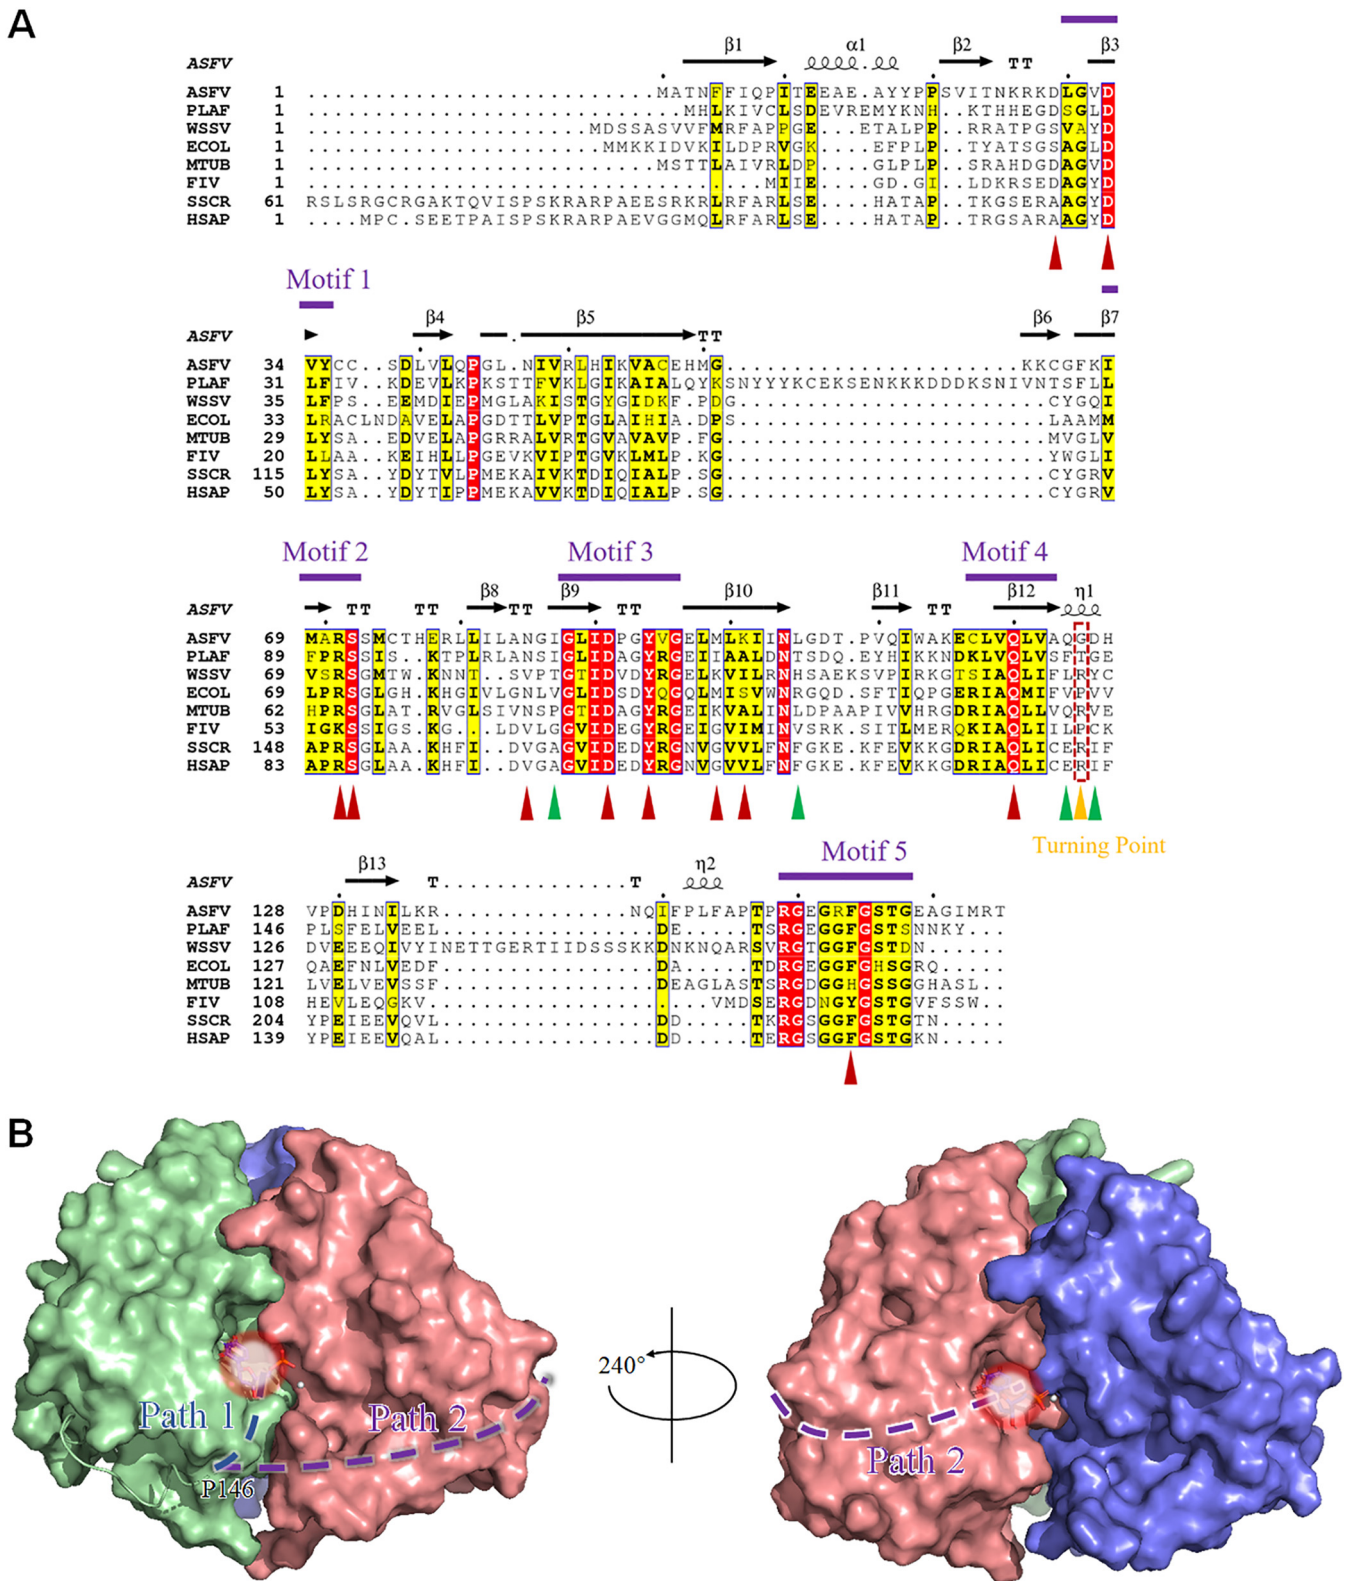 A
β1 α1 β2 β3
ASFV TT
ASFV 1 ...........................MATNFFIQPITEEAE.AYYPPSVITNKRKDLGVD
PLAF 1 .............................MHLKIVCLSDEVREMYKNH..KTHHEGDSGLD
WSSV 1 ......................MDSSASVVFMRFAPPGE...ETALPP..RRATPGSVAYD
ECOL 1 .......................MMKKIDVKILDPRVGK....EFPLP..TYATSGSAGLD
MTUB 1 ...........................MSTTLAIVRLDP....GLPLP..SRAHDGDAGYD
FIV 1 ...................................MIIE....GD.GI..LDKRSEDAGYD
SSCR 61 RSLSRGCRGAKTQVISPSKRARPAEESRKRLRFARLSE....HATAP..TKGSERAAGYD
HSAP 1 ....MPC.SEETPAISPSKRARPAEVGGMQLRFARLSE....HATAP..TRGSARAAGYD
Motif 1
β4 β5 β6 β7
ASFV TT
ASFV 34 VYCC..SDLVLQPGL.NIVRLHIKVACEHMG......................KKCGFKI
PLAF 31 LFIV.KDEVLKPKSTTFVKLGIKAIALQYKSNYYYKCEKSENKKKDDDKSNIVNTSFLL
WSSV 35 LFPS..EEMDIEPMGLAKISTGYGIDKF.PDG.......................CYGQI
ECOL 33 LRACLNDAVELAPGDTTLVPTGLAIHIA.DPS.......................LAAMM
MTUB 29 LYSA..EDVELAPGRRALVRTGVAVAVP.FG........................MVGLV
FIV 20 LLAA..KEIHLLPGEVKVIPTGVKLMLP.KG........................YWGLI
SSCR 115 LYSA..YDYTVLPMEKAIVKTDIQIALP.SG........................CYGRV
HSAP 50 LYSA..YDYTIPPMEKAVVKTDIQIALP.SG........................CYGRV
Motif 2 Motif 3 Motif 4
β8 β9 β10 β11 β12 η1
ASFV TT TT TT TT TT
ASFV 69 MARSSMCTHERLLILANGIGLIDPGYVGELMLKIINLGDT.PVQIWAKECLVQLVAQGDH
PLAF 89 FPRSSIS..KTPLRLANSIGLIDAGYRGEIIAALDNTSDQ.EYHIKKNDKLVQLVSFTGE
WSSV 69 VSRSGMTW.KNNT..SVPTGTIDVDYRGEVKVILRNHSAEKSVPIRKGTSIAQLIFLRYC
ECOL 69 LPRSGLGH.KHGIVLGNLVGLIDSDYQGQLMISVWNRGQD.SFTIQPGERIAQMIFVPVV
MTUB 62 HPRSGLAT.RVGLSIVNSPGTIDAGYRGEIKVALINLDPAAPIVVHRGDRIAQLLVQRVE
FIV 53 IGKSSIGS.KG...LDVLGGVIDEGYRGEIGVIMINVSRK.SITLMERQKIAQLIILPCK
SSCR 148 APRSGLAA.KHFI..DVGAGVIDEDYRGNVGVVLFNFGKE.KFEVKKGDRIAQLICERIF
HSAP 83 APRSGLAA.KHFI..DVGAGVIDEDYRGNVGVVLFNFGKE.KFEVKKGDRIAQLICERIF
Turning Point
Motif 5
β13 η2
ASFV T...............T
ASFV 128 VPDHINILKR...............NQIFPLFAPTPRGEGRFGSTGEAGIMRT
PLAF 146 PLSFELVEEL................DE......TSRGEGGFGSTSNNKY...
WSSV 126 DVEEEQIVYINETTGERTIIDSSSKKDNKNQARSVRGTGGFGSTDN.......
ECOL 127 QAEFNLVEDF................DA......TDRGEGGFGHSGRQ.....
MTUB 121 LVELVEVSSF................DEAGLASTSRGDGGHGSSGGHASL...
FIV 108 HEVLEQGKV.....................VMDSERGDNGYGSTGVFSSW...
SSCR 204 YPEIEEVQVL................DD......TKRGSGGFGSTGTN.....
HSAP 139 YPEIEEVQAL................DD......TERGSGGFGSTGKN.....
B
240°
Path 1 Path 2
Path 2
P146